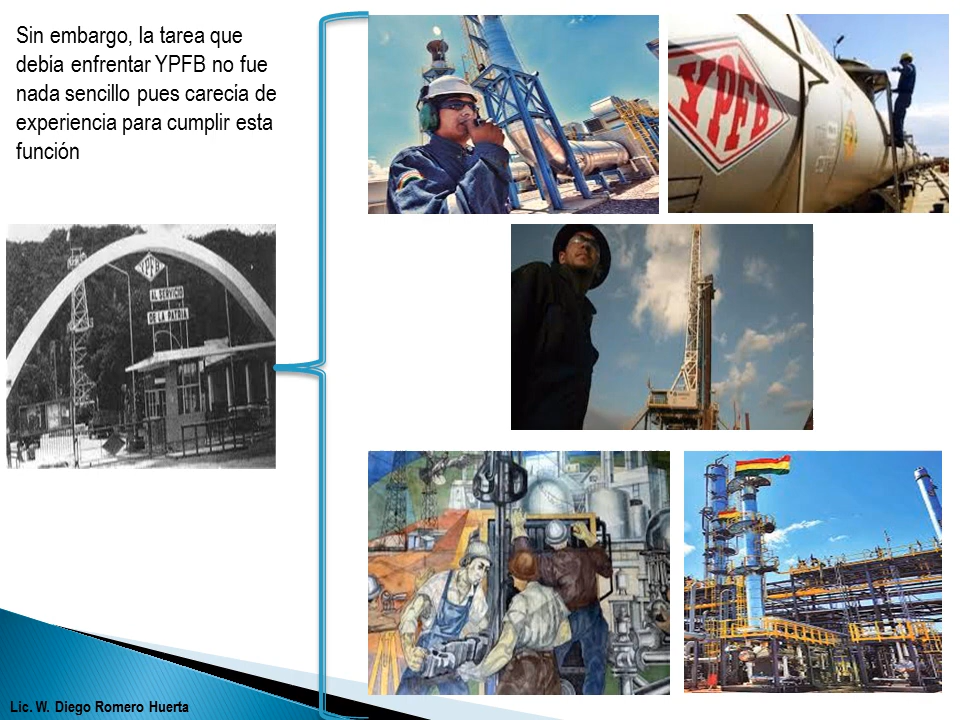 Sin embargo, la tarea que
debía enfrentar YPFB no fue
nada sencillo pues carecía de
experiencia para cumplir esta
función
YPFB
YPFB
AL SERVICIO
DE LA PATRIA
Lic. W. Diego Romero Huerta